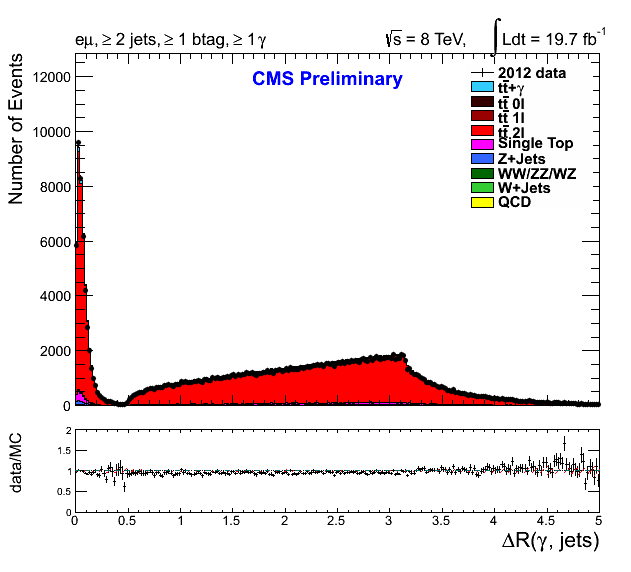 eμ, ≥ 2 jets, ≥ 1 btag, ≥ 1 γ
√s = 8 TeV, ∫ Ldt = 19.7 fb⁻¹
Number of Events
12000
10000
8000
6000
4000
2000
0
CMS Preliminary
2012 data
tt̄+γ
tt̄ 0l
tt̄ 1l
tt̄ 2l
Single Top
Z+Jets
WW/ZZ/WZ
W+Jets
QCD
data/MC
2
1.5
1
0.5
0
0 0.5 1 1.5 2 2.5 3 3.5 4 4.5 5
ΔR(γ, jets)